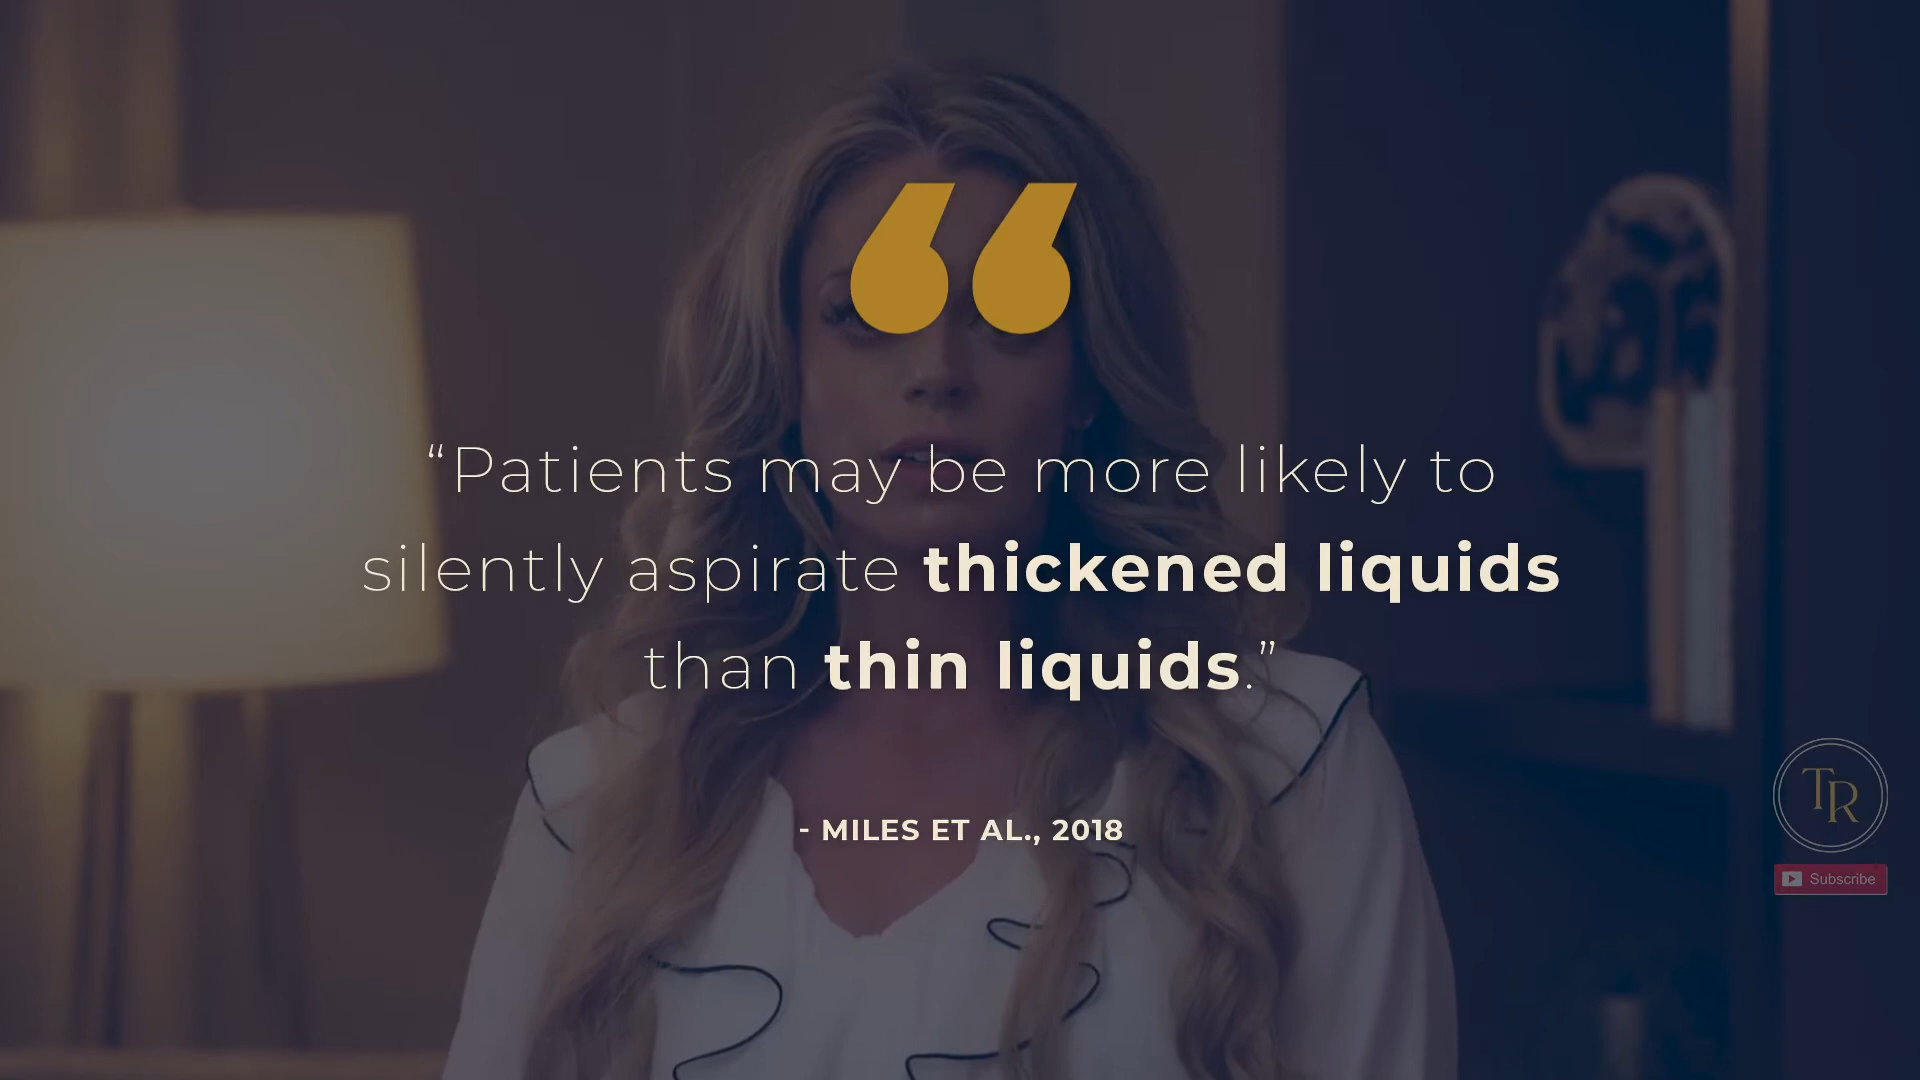 “Patients may be more likely to
silently aspirate thickened liquids
than thin liquids.”
- MILES ET AL., 2018
TR
Subscribe